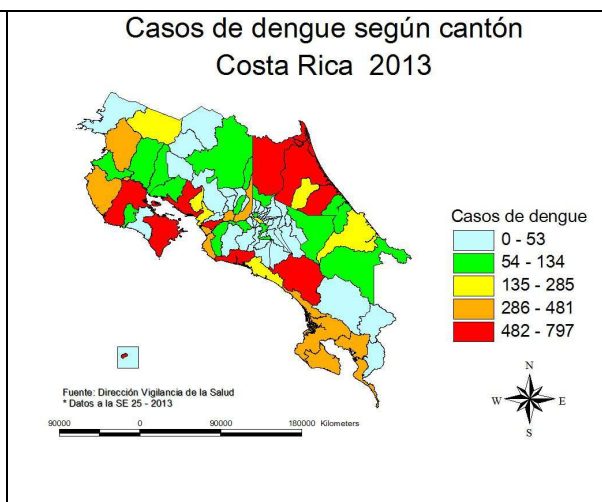 Casos de dengue según cantón
Costa Rica 2013
Casos de dengue
0 - 53
54 - 134
135 - 285
286 - 481
482 - 797
Fuente: Dirección Vigilancia de la Salud
* Datos a la SE 25 - 2013
90000 0 90000 180000 Kilometers
N
W E
S